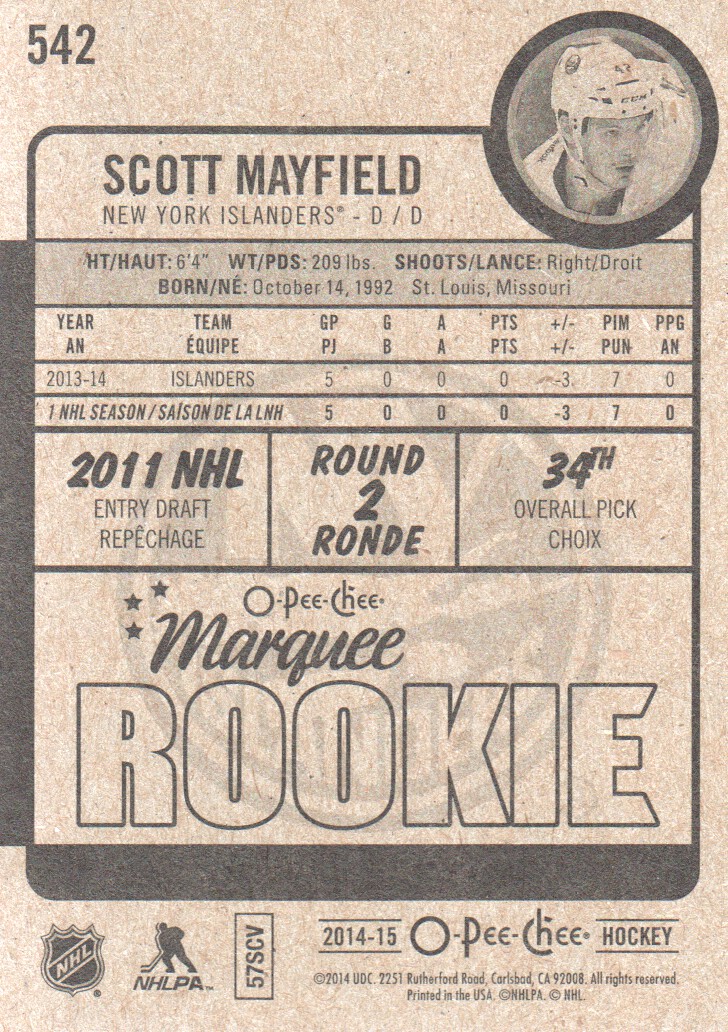 542
SCOTT MAYFIELD
NEW YORK ISLANDERS® - D / D
HT/HAUT: 6'4" WT/PDS: 209 lbs. SHOOTS/LANCE: Right/Droit
BORN/NÉ: October 14, 1992 St. Louis, Missouri
YEAR TEAM GP G A PTS +/- PIM PPG
AN ÉQUIPE PJ B A PTS +/- PUN AN
2013-14 ISLANDERS 5 0 0 0 -3 7 0
1 NHL SEASON / SAISON DE LA LNH 5 0 0 0 -3 7 0
2011 NHL
ENTRY DRAFT
REPÊCHAGE
ROUND
2
RONDE
34TH
OVERALL PICK
CHOIX
O-Pee-Chee®
Marquee
ROOKIE
NHL
NHLPA™
57SCV
2014-15 O-Pee-Chee® HOCKEY
©2014 UDC. 2251 Rutherford Road, Carlsbad, CA 92008. All rights reserved.
Printed in the USA. ©NHLPA. © NHL.